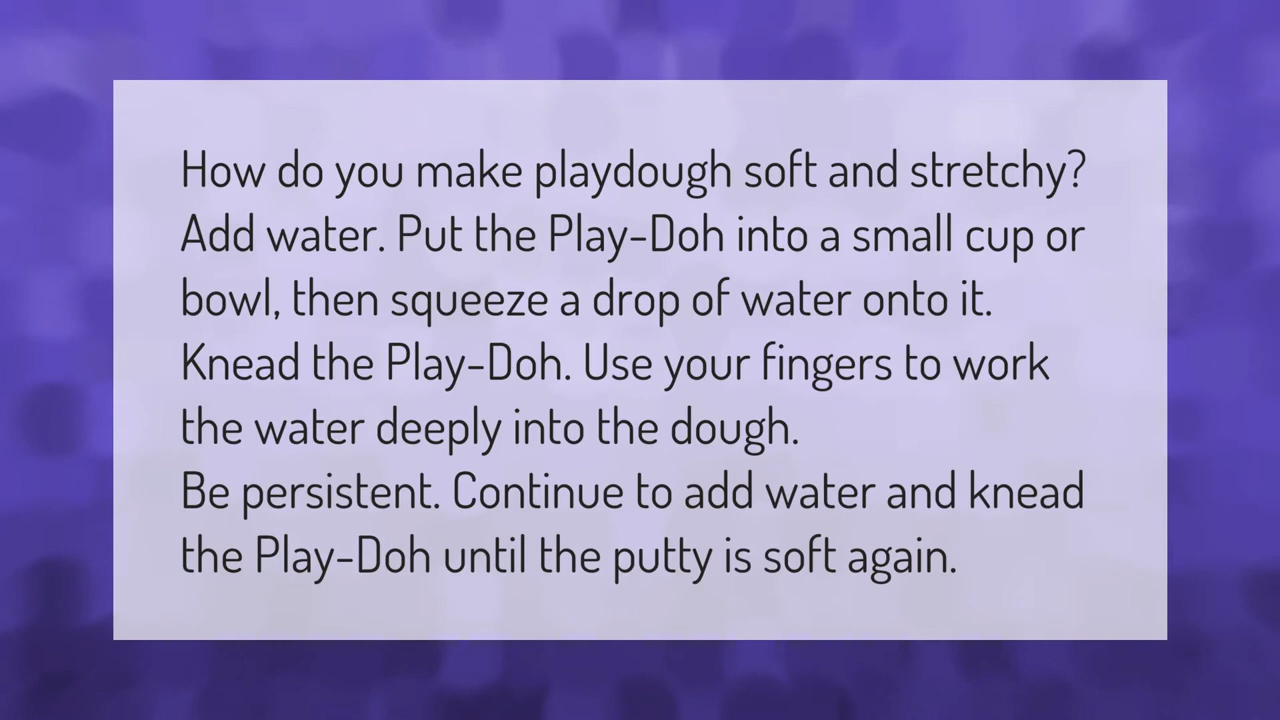 How do you make playdough soft and stretchy?
Add water. Put the Play-Doh into a small cup or
bowl, then squeeze a drop of water onto it.
Knead the Play-Doh. Use your fingers to work
the water deeply into the dough.
Be persistent. Continue to add water and knead
the Play-Doh until the putty is soft again.